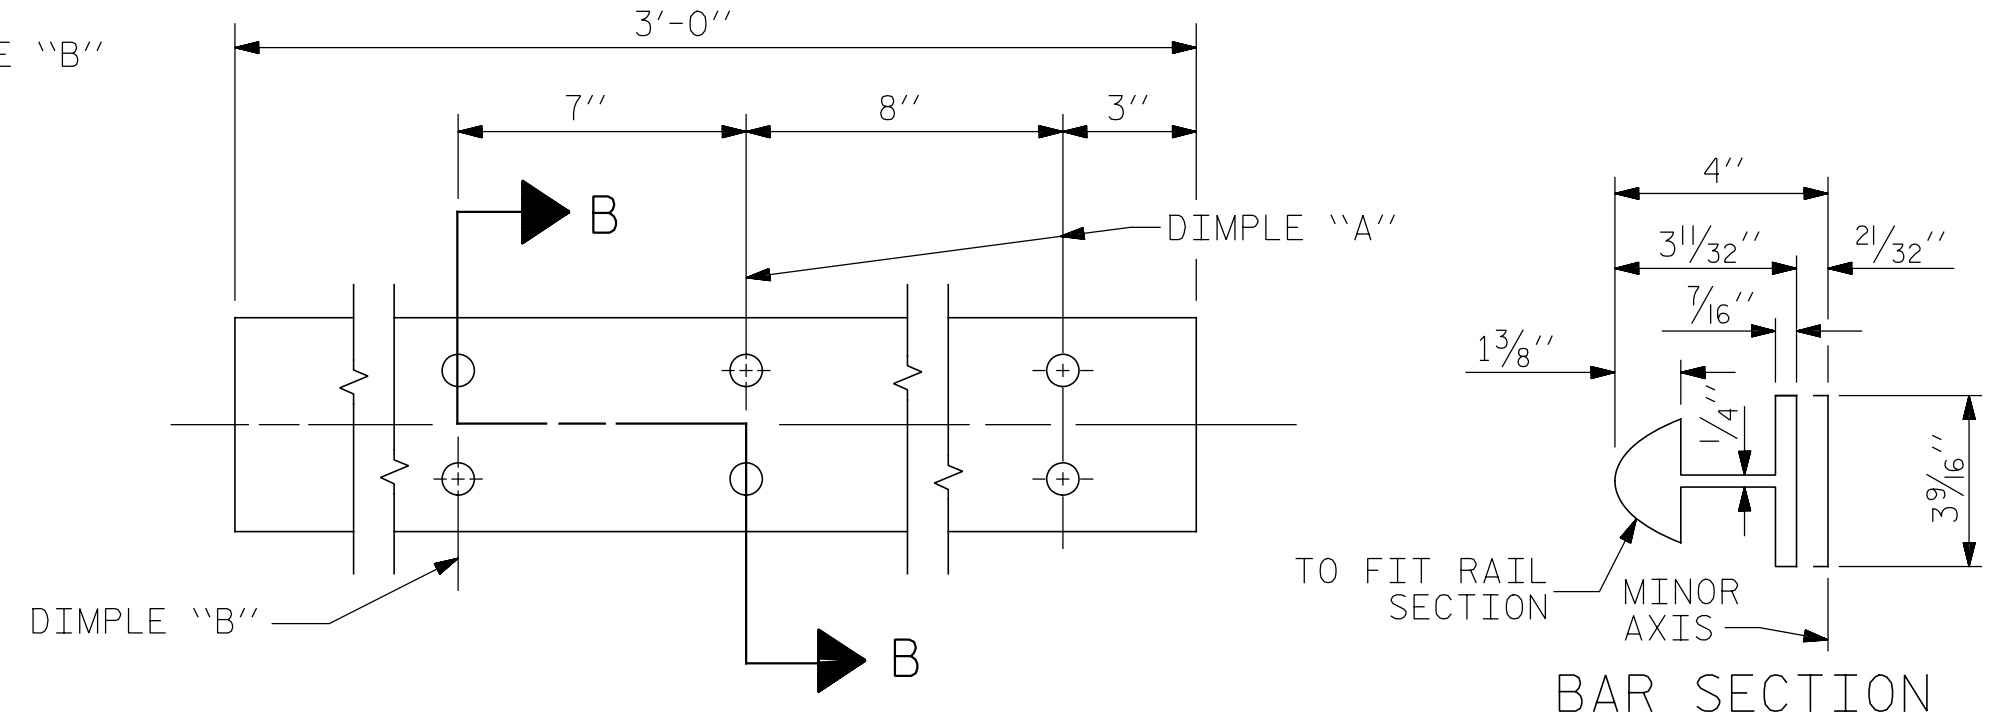 3'-0"
E "B"
7"
8"
3"
B
DIMPLE "A"
4"
3 11/32"
21/32"
7/16"
1 3/8"
1/4"
3 9/16"
TO FIT RAIL
SECTION
MINOR
AXIS
DIMPLE "B"
B
BAR SECTION